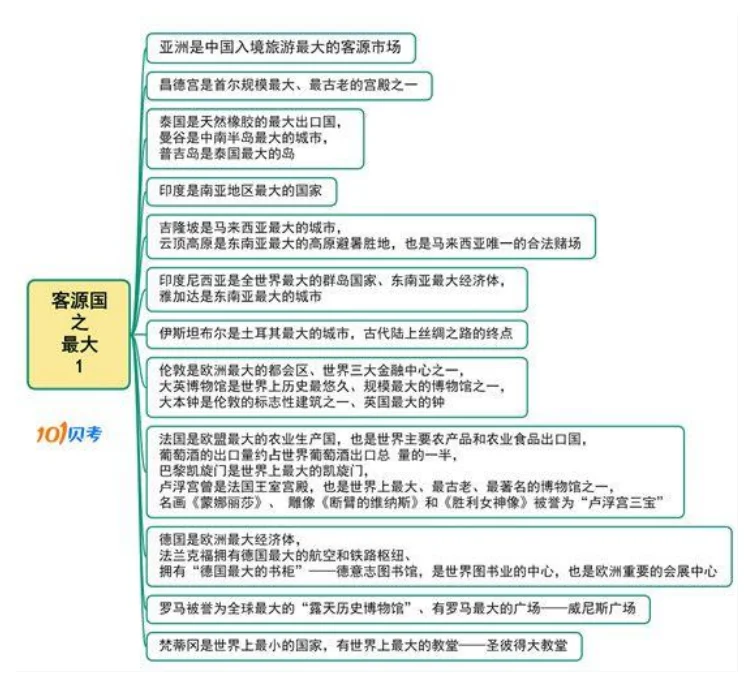 亚洲是中国入境旅游最大的客源市场
昌德宫是首尔规模最大、最古老的宫殿之一
泰国是天然橡胶的最大出口国，
曼谷是中南半岛最大的城市，
普吉岛是泰国最大的岛
印度是南亚地区最大的国家
吉隆坡是马来西亚最大的城市，
云顶高原是东南亚最大的高原避暑胜地，也是马来西亚唯一的合法赌场
客源国
之
最大
1
印度尼西亚是全世界最大的群岛国家、东南亚最大经济体，
雅加达是东南亚最大的城市
伊斯坦布尔是土耳其最大的城市，古代陆上丝绸之路的终点
伦敦是欧洲最大的都会区、世界三大金融中心之一，
大英博物馆是世界上历史最悠久、规模最大的博物馆之一，
大本钟是伦敦的标志性建筑之一、英国最大的钟
101贝考
法国是欧盟最大的农业生产国，也是世界主要农产品和农业食品出口国，
葡萄酒的出口量约占世界葡萄酒出口总 量的一半，
巴黎凯旋门是世界上最大的凯旋门，
卢浮宫曾是法国王室宫殿，也是世界上最大、最古老、最著名的博物馆之一，
名画《蒙娜丽莎》、 雕像《断臂的维纳斯》和《胜利女神像》被誉为“卢浮宫三宝”
德国是欧洲最大经济体，
法兰克福拥有德国最大的航空和铁路枢纽、
拥有“德国最大的书柜”——德意志图书馆，是世界图书业的中心，也是欧洲重要的会展中心
罗马被誉为全球最大的“露天历史博物馆”、有罗马最大的广场——威尼斯广场
梵蒂冈是世界上最小的国家，有世界上最大的教堂——圣彼得大教堂